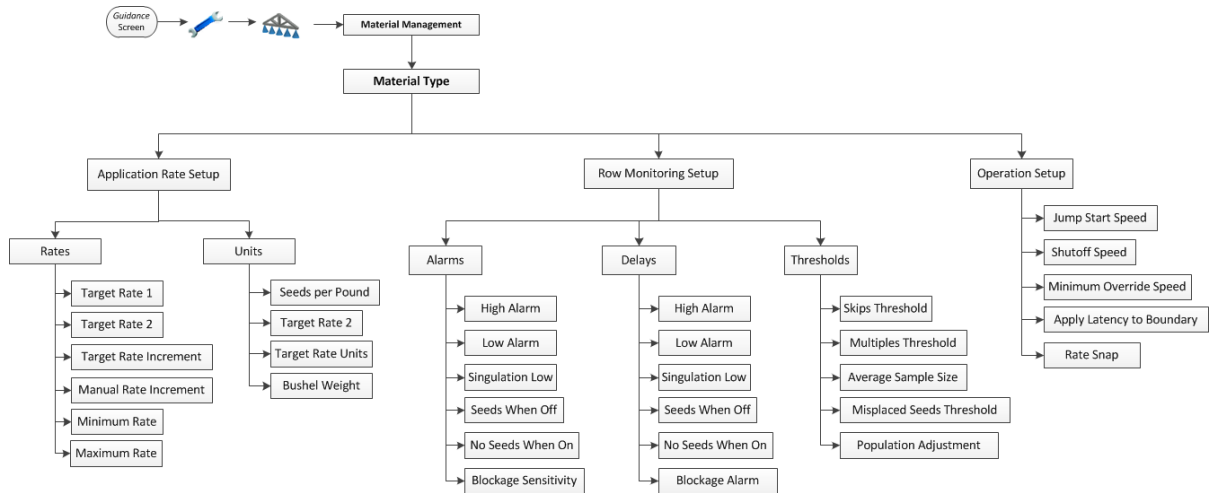 Guidance
Screen
Material Management
Material Type
Application Rate Setup
Row Monitoring Setup
Operation Setup
Rates
Target Rate 1
Target Rate 2
Target Rate Increment
Manual Rate Increment
Minimum Rate
Maximum Rate
Units
Seeds per Pound
Target Rate 2
Target Rate Units
Bushel Weight
Alarms
High Alarm
Low Alarm
Singulation Low
Seeds When Off
No Seeds When On
Blockage Sensitivity
Delays
High Alarm
Low Alarm
Singulation Low
Seeds When Off
No Seeds When On
Blockage Alarm
Thresholds
Skips Threshold
Multiples Threshold
Average Sample Size
Misplaced Seeds Threshold
Population Adjustment
Jump Start Speed
Shutoff Speed
Minimum Override Speed
Apply Latency to Boundary
Rate Snap